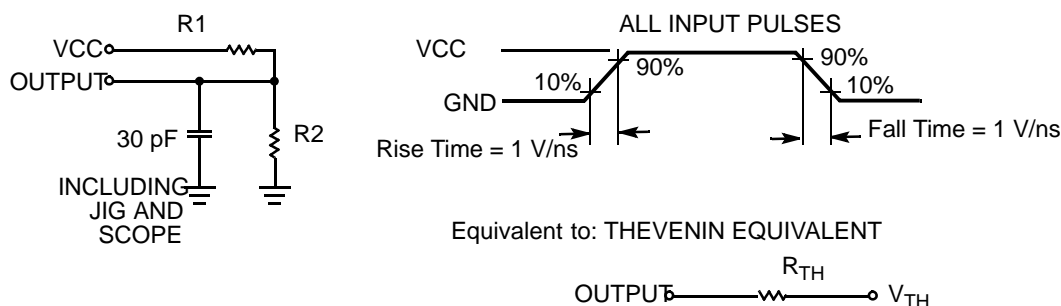 R1
VCC
OUTPUT
30 pF
R2
INCLUDING
JIG AND
SCOPE
ALL INPUT PULSES
VCC
GND
10%
90%
90%
10%
Rise Time = 1 V/ns
Fall Time = 1 V/ns
Equivalent to: THEVENIN EQUIVALENT
RTH
OUTPUT
VTH